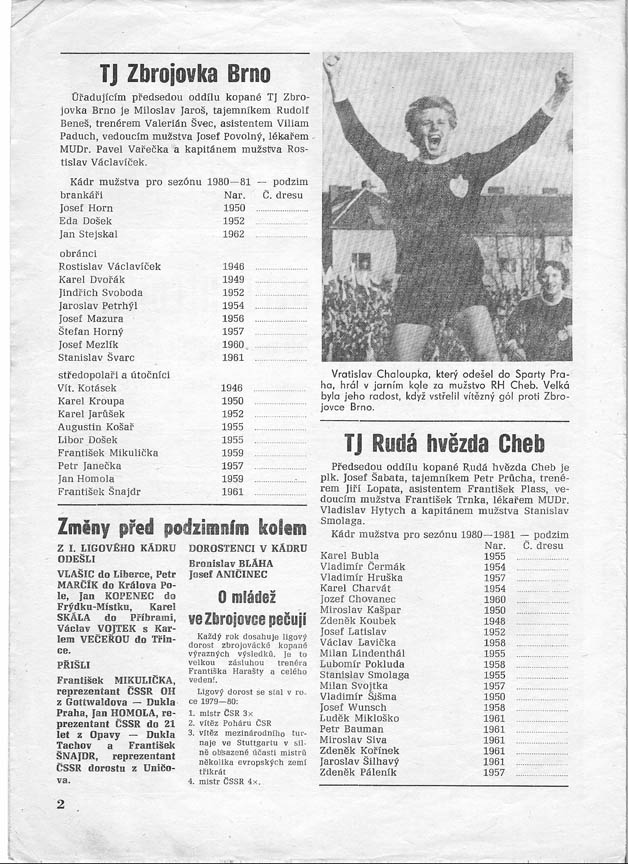 TJ Zbrojovka Brno
Úřadujícím předsedou oddílu kopané TJ Zbro-
jovka Brno je Miloslav Jaroš, tajemníkem Rudolf
Beneš, trenérem Valerián Švec, asistentem Viliam
Paduch, vedoucím mužstva Josef Povolný, lékařem
MUDr. Pavel Vařečka a kapitánem mužstva Ros-
tislav Václavíček.
Kádr mužstva pro sezónu 1980—81 — podzim
brankáři Nar. Č. dresu
Josef Horn 1950
Eda Došek 1952
Jan Stejskal 1962
obránci
Rostislav Václavíček 1946
Karel Dvořák 1949
Jindřich Svoboda 1952
Jaroslav Petrhýl 1954
Josef Mazura 1956
Štefan Horný 1957
Josef Mezlík 1960
Stanislav Švarc 1961
středopolaři a útočníci
Vít. Kotásek 1946
Karel Kroupa 1950
Karel Jarůšek 1952
Augustin Košař 1955
Libor Došek 1955
František Mikulička 1959
Petr Janečka 1957
Jan Homola 1959
František Šnajdr 1961
Změny před podzimním kolem
Z I. LIGOVÉHO KÁDRU
ODEŠLI
VLAŠIC do Liberce, Petr
MARČÍK do Králova Po-
le, Jan KOPENEC do
Frýdku-Místku, Karel
SKÁLA do Příbrami,
Václav VOJTEK s Kar-
lem VEČEŘOU do Třin-
ce.
PŘIŠLI
František MIKULIČKA,
reprezentant ČSSR OH
z Gottwaldova — Dukla
Praha, Jan HOMOLA, re-
prezentant ČSSR do 21
let z Opavy — Dukla
Tachov a František
ŠNAJDR, reprezentant
ČSSR dorostu z Uničo-
va.
DOROSTENCI V KÁDRU
Bronislav BLÁHA
Josef ANIČINEC
O mládež
ve Zbrojovce pečují
Každý rok dosahuje ligový
dorost zbrojovácké kopané
výrazných výsledků. Je to
velkou zásluhou trenéra
Františka Harašty a celého
vedení.
Ligový dorost se stal v ro-
ce 1979—80:
1. mistr ČSR 3×
2. vítěz Poháru ČSR
3. vítěz mezinárodního tur-
naje ve Stuttgartu v sil-
ně obsazené účasti mistrů
několika evropských zemí
třikrát
4. mistr ČSSR 4×.
2
Vratislav Chaloupka, který odešel do Sparty Pra-
ha, hrál v jarním kole za mužstvo RH Cheb. Velká
byla jeho radost, když vstřelil vítězný gól proti Zbro-
jovce Brno.
TJ Rudá hvězda Cheb
Předsedou oddílu kopané Rudá hvězda Cheb je
plk. Josef Šabata, tajemníkem Petr Průcha, trené-
rem Jiří Lopata, asistentem František Plass, ve-
doucím mužstva František Trnka, lékařem MUDr.
Vladislav Hytych a kapitánem mužstva Stanislav
Smolaga.
Kádr mužstva pro sezónu 1980—1981 — podzim
Nar. Č. dresu
Karel Bubla 1955
Vladimír Čermák 1954
Vladimír Hruška 1957
Karel Charvát 1954
Jozef Chovanec 1960
Miroslav Kašpar 1950
Zdeněk Koubek 1948
Josef Latislav 1952
Václav Lavička 1958
Milan Lindenthál 1955
Lubomír Pokluda 1958
Stanislav Smolaga 1955
Milan Svojtka 1957
Vladimír Šišma 1950
Josef Wunsch 1958
Luděk Mikloško 1961
Petr Bauman 1961
Miroslav Siva 1961
Zdeněk Kořínek 1961
Jaroslav Šilhavý 1961
Zdeněk Páleník 1957